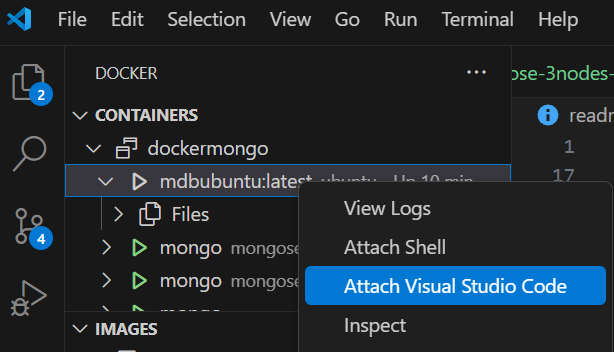 File Edit Selection View Go Run Terminal Help
DOCKER
ose-3nodes-
2
CONTAINERS
readm
dockermongo
1
mdbubuntu:latest ubuntu Up 10 min
17
View Logs
Files
4
Attach Shell
mongo mongose
mongo mongos
Attach Visual Studio Code
IMAGES
Inspect